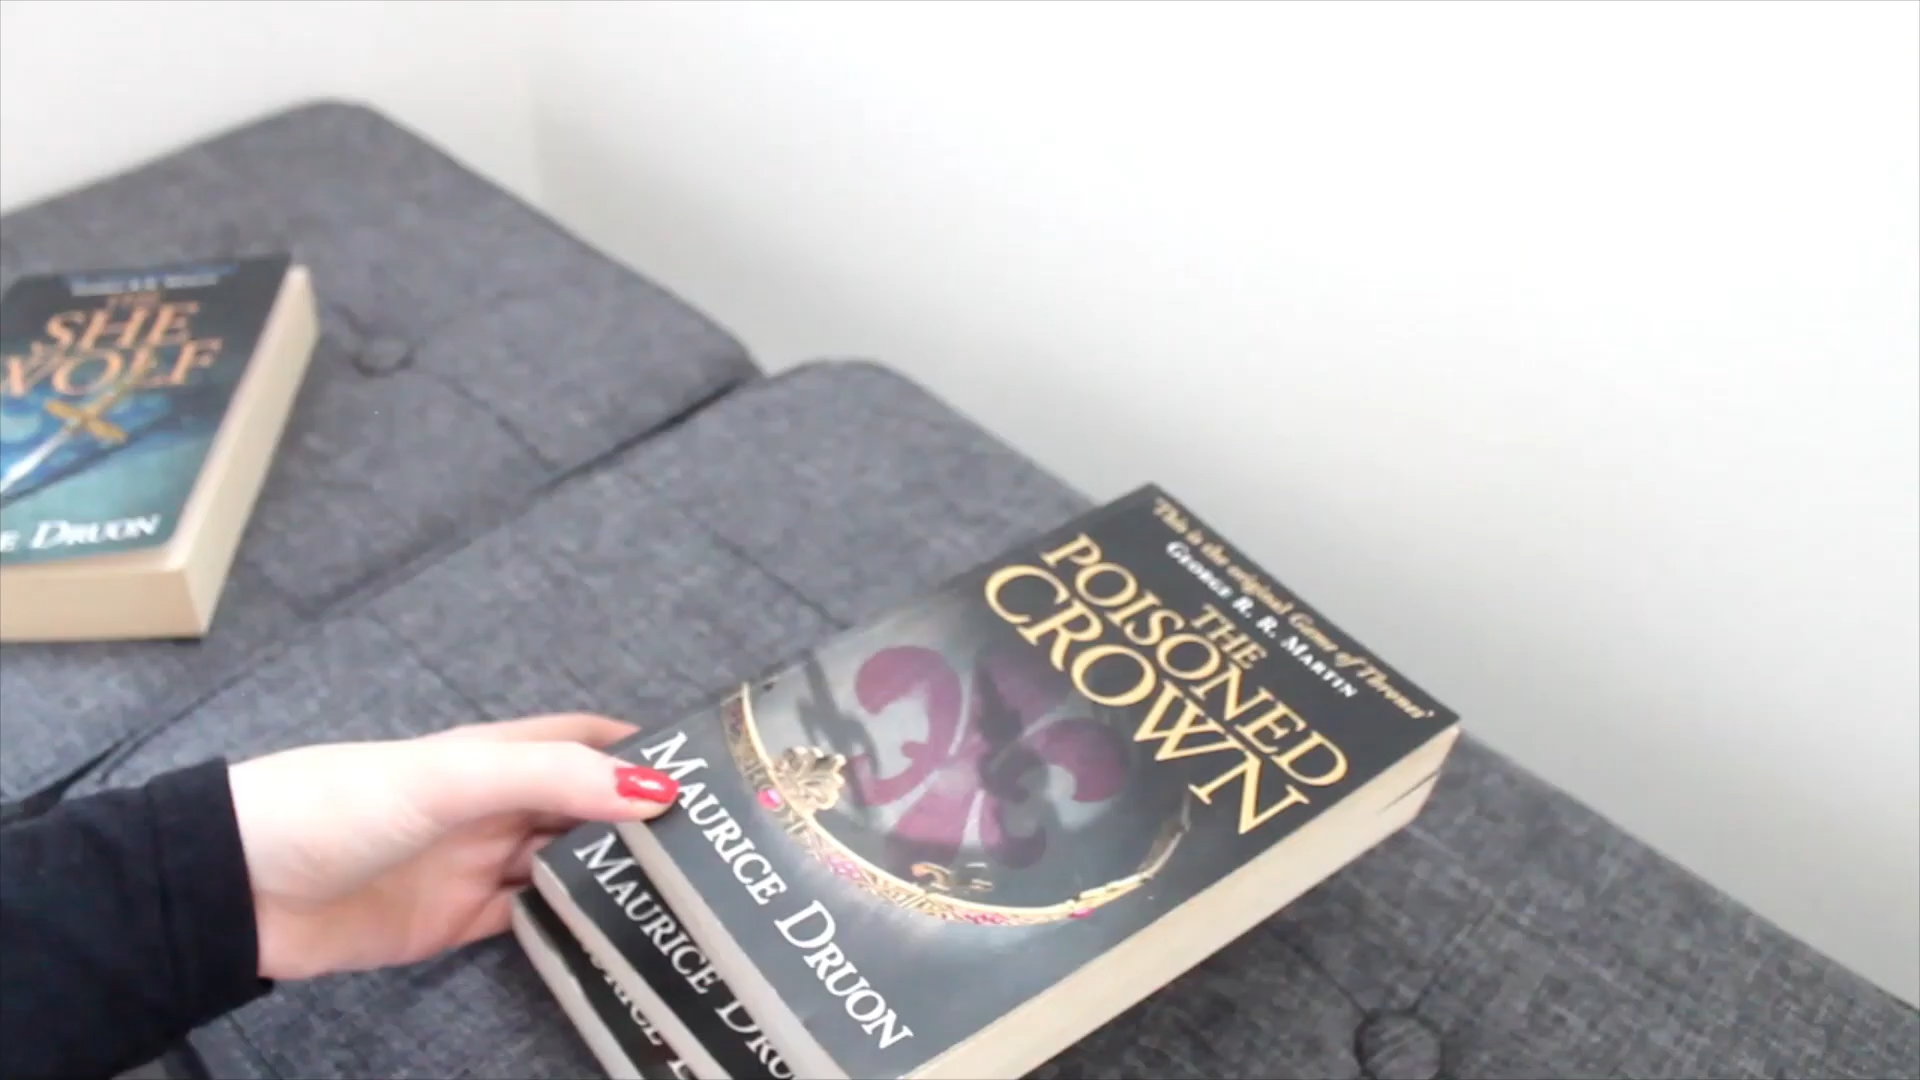 THE
SHE
WOLF
E DRUON
'This is the original Game of Thrones'
GEORGE R. R. MARTIN
THE
POISONED
CROWN
MAURICE DRUON
MAURICE DRUO